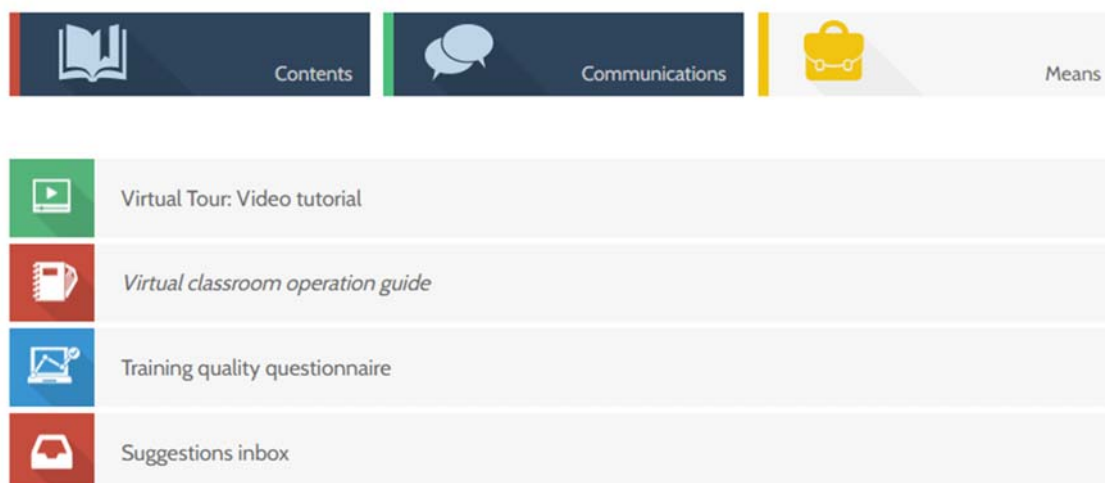 Contents
Communications
Means
Virtual Tour: Video tutorial
Virtual classroom operation guide
Training quality questionnaire
Suggestions inbox